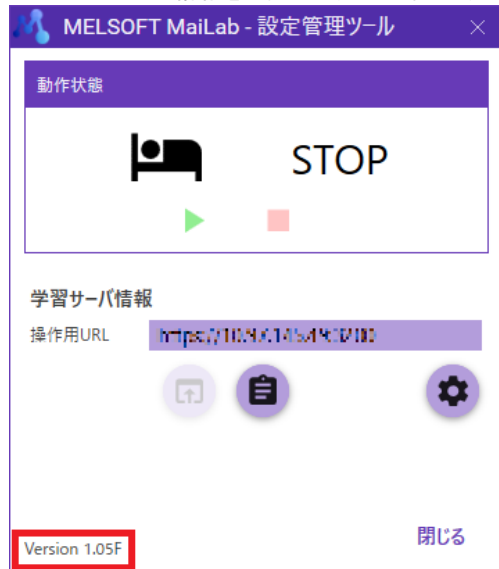 MELSOFT MaiLab - 設定管理ツール
動作状態
STOP
学習サーバ情報
操作用URL
Version 1.05F
閉じる